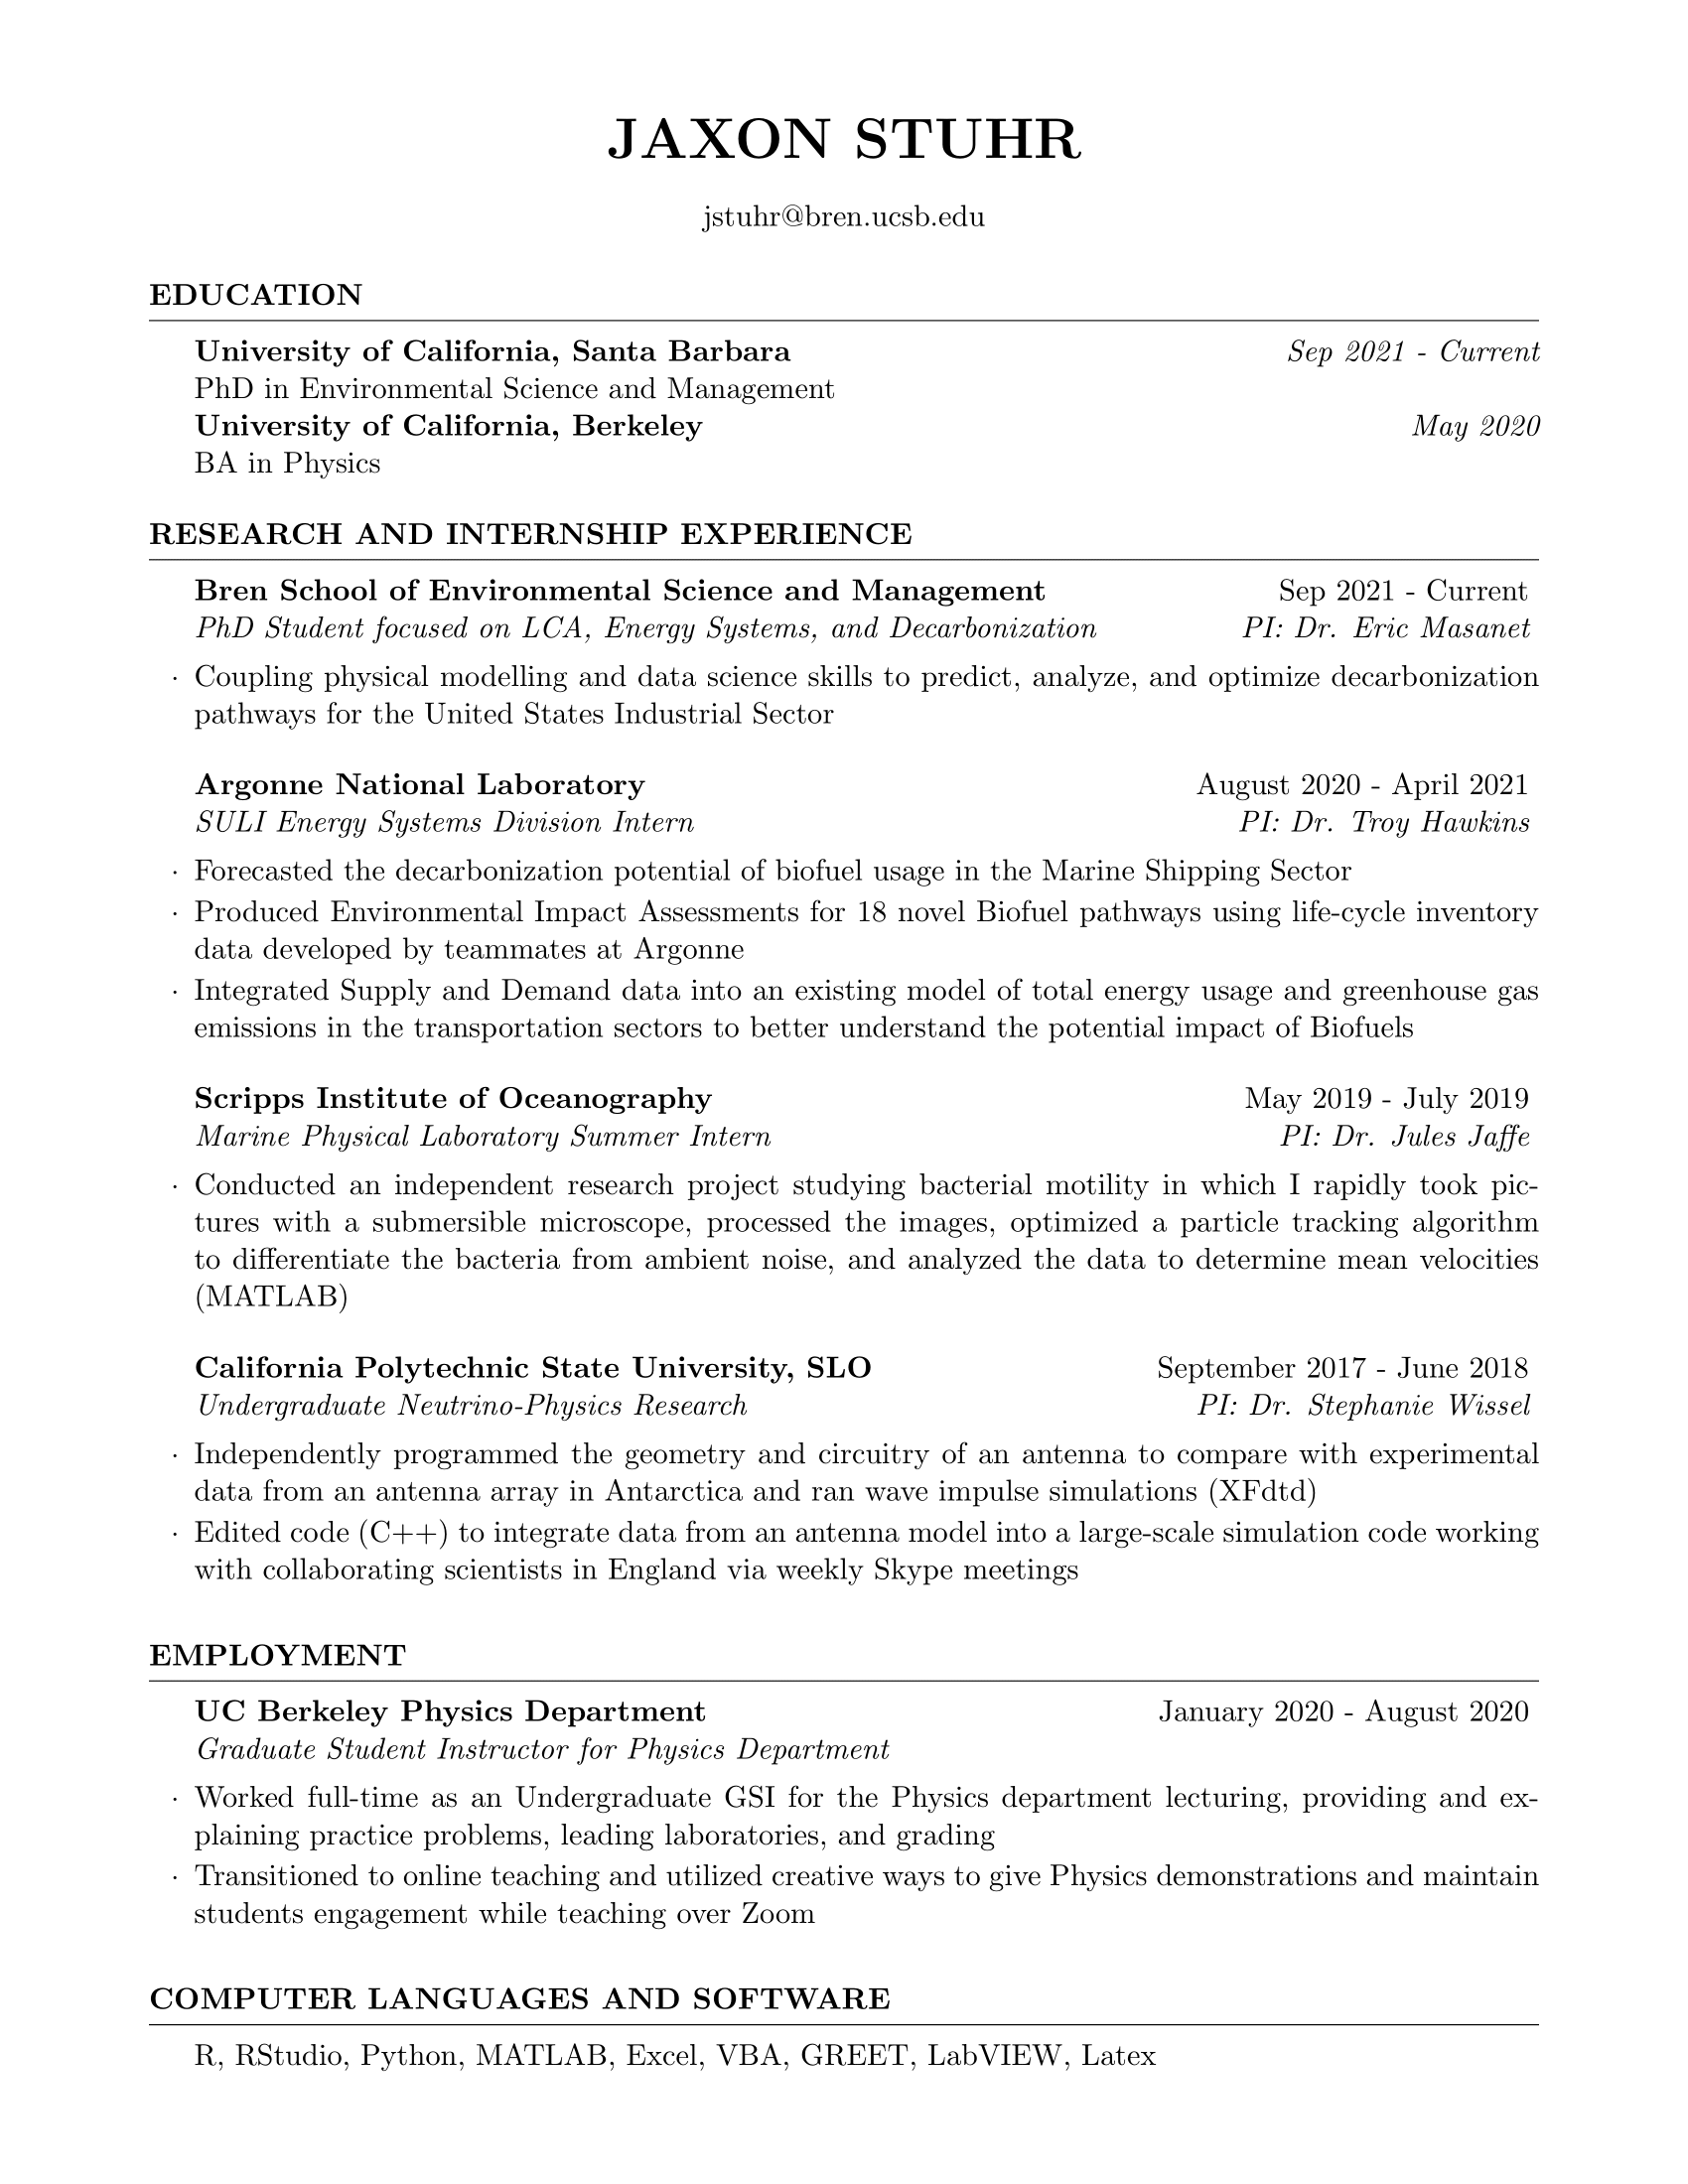 JAXON STUHR
jstuhr@bren.ucsb.edu
EDUCATION
University of California, Santa Barbara Sep 2021 - Current
PhD in Environmental Science and Management
University of California, Berkeley May 2020
BA in Physics
RESEARCH AND INTERNSHIP EXPERIENCE
Bren School of Environmental Science and Management Sep 2021 - Current
PhD Student focused on LCA, Energy Systems, and Decarbonization PI: Dr. Eric Masanet
· Coupling physical modelling and data science skills to predict, analyze, and optimize decarbonization
pathways for the United States Industrial Sector
Argonne National Laboratory August 2020 - April 2021
SULI Energy Systems Division Intern PI: Dr. Troy Hawkins
· Forecasted the decarbonization potential of biofuel usage in the Marine Shipping Sector
· Produced Environmental Impact Assessments for 18 novel Biofuel pathways using life-cycle inventory
data developed by teammates at Argonne
· Integrated Supply and Demand data into an existing model of total energy usage and greenhouse gas
emissions in the transportation sectors to better understand the potential impact of Biofuels
Scripps Institute of Oceanography May 2019 - July 2019
Marine Physical Laboratory Summer Intern PI: Dr. Jules Jaffe
· Conducted an independent research project studying bacterial motility in which I rapidly took pic-
tures with a submersible microscope, processed the images, optimized a particle tracking algorithm
to differentiate the bacteria from ambient noise, and analyzed the data to determine mean velocities
(MATLAB)
California Polytechnic State University, SLO September 2017 - June 2018
Undergraduate Neutrino-Physics Research PI: Dr. Stephanie Wissel
· Independently programmed the geometry and circuitry of an antenna to compare with experimental
data from an antenna array in Antarctica and ran wave impulse simulations (XFdtd)
· Edited code (C++) to integrate data from an antenna model into a large-scale simulation code working
with collaborating scientists in England via weekly Skype meetings
EMPLOYMENT
UC Berkeley Physics Department January 2020 - August 2020
Graduate Student Instructor for Physics Department
· Worked full-time as an Undergraduate GSI for the Physics department lecturing, providing and ex-
plaining practice problems, leading laboratories, and grading
· Transitioned to online teaching and utilized creative ways to give Physics demonstrations and maintain
students engagement while teaching over Zoom
COMPUTER LANGUAGES AND SOFTWARE
R, RStudio, Python, MATLAB, Excel, VBA, GREET, LabVIEW, Latex